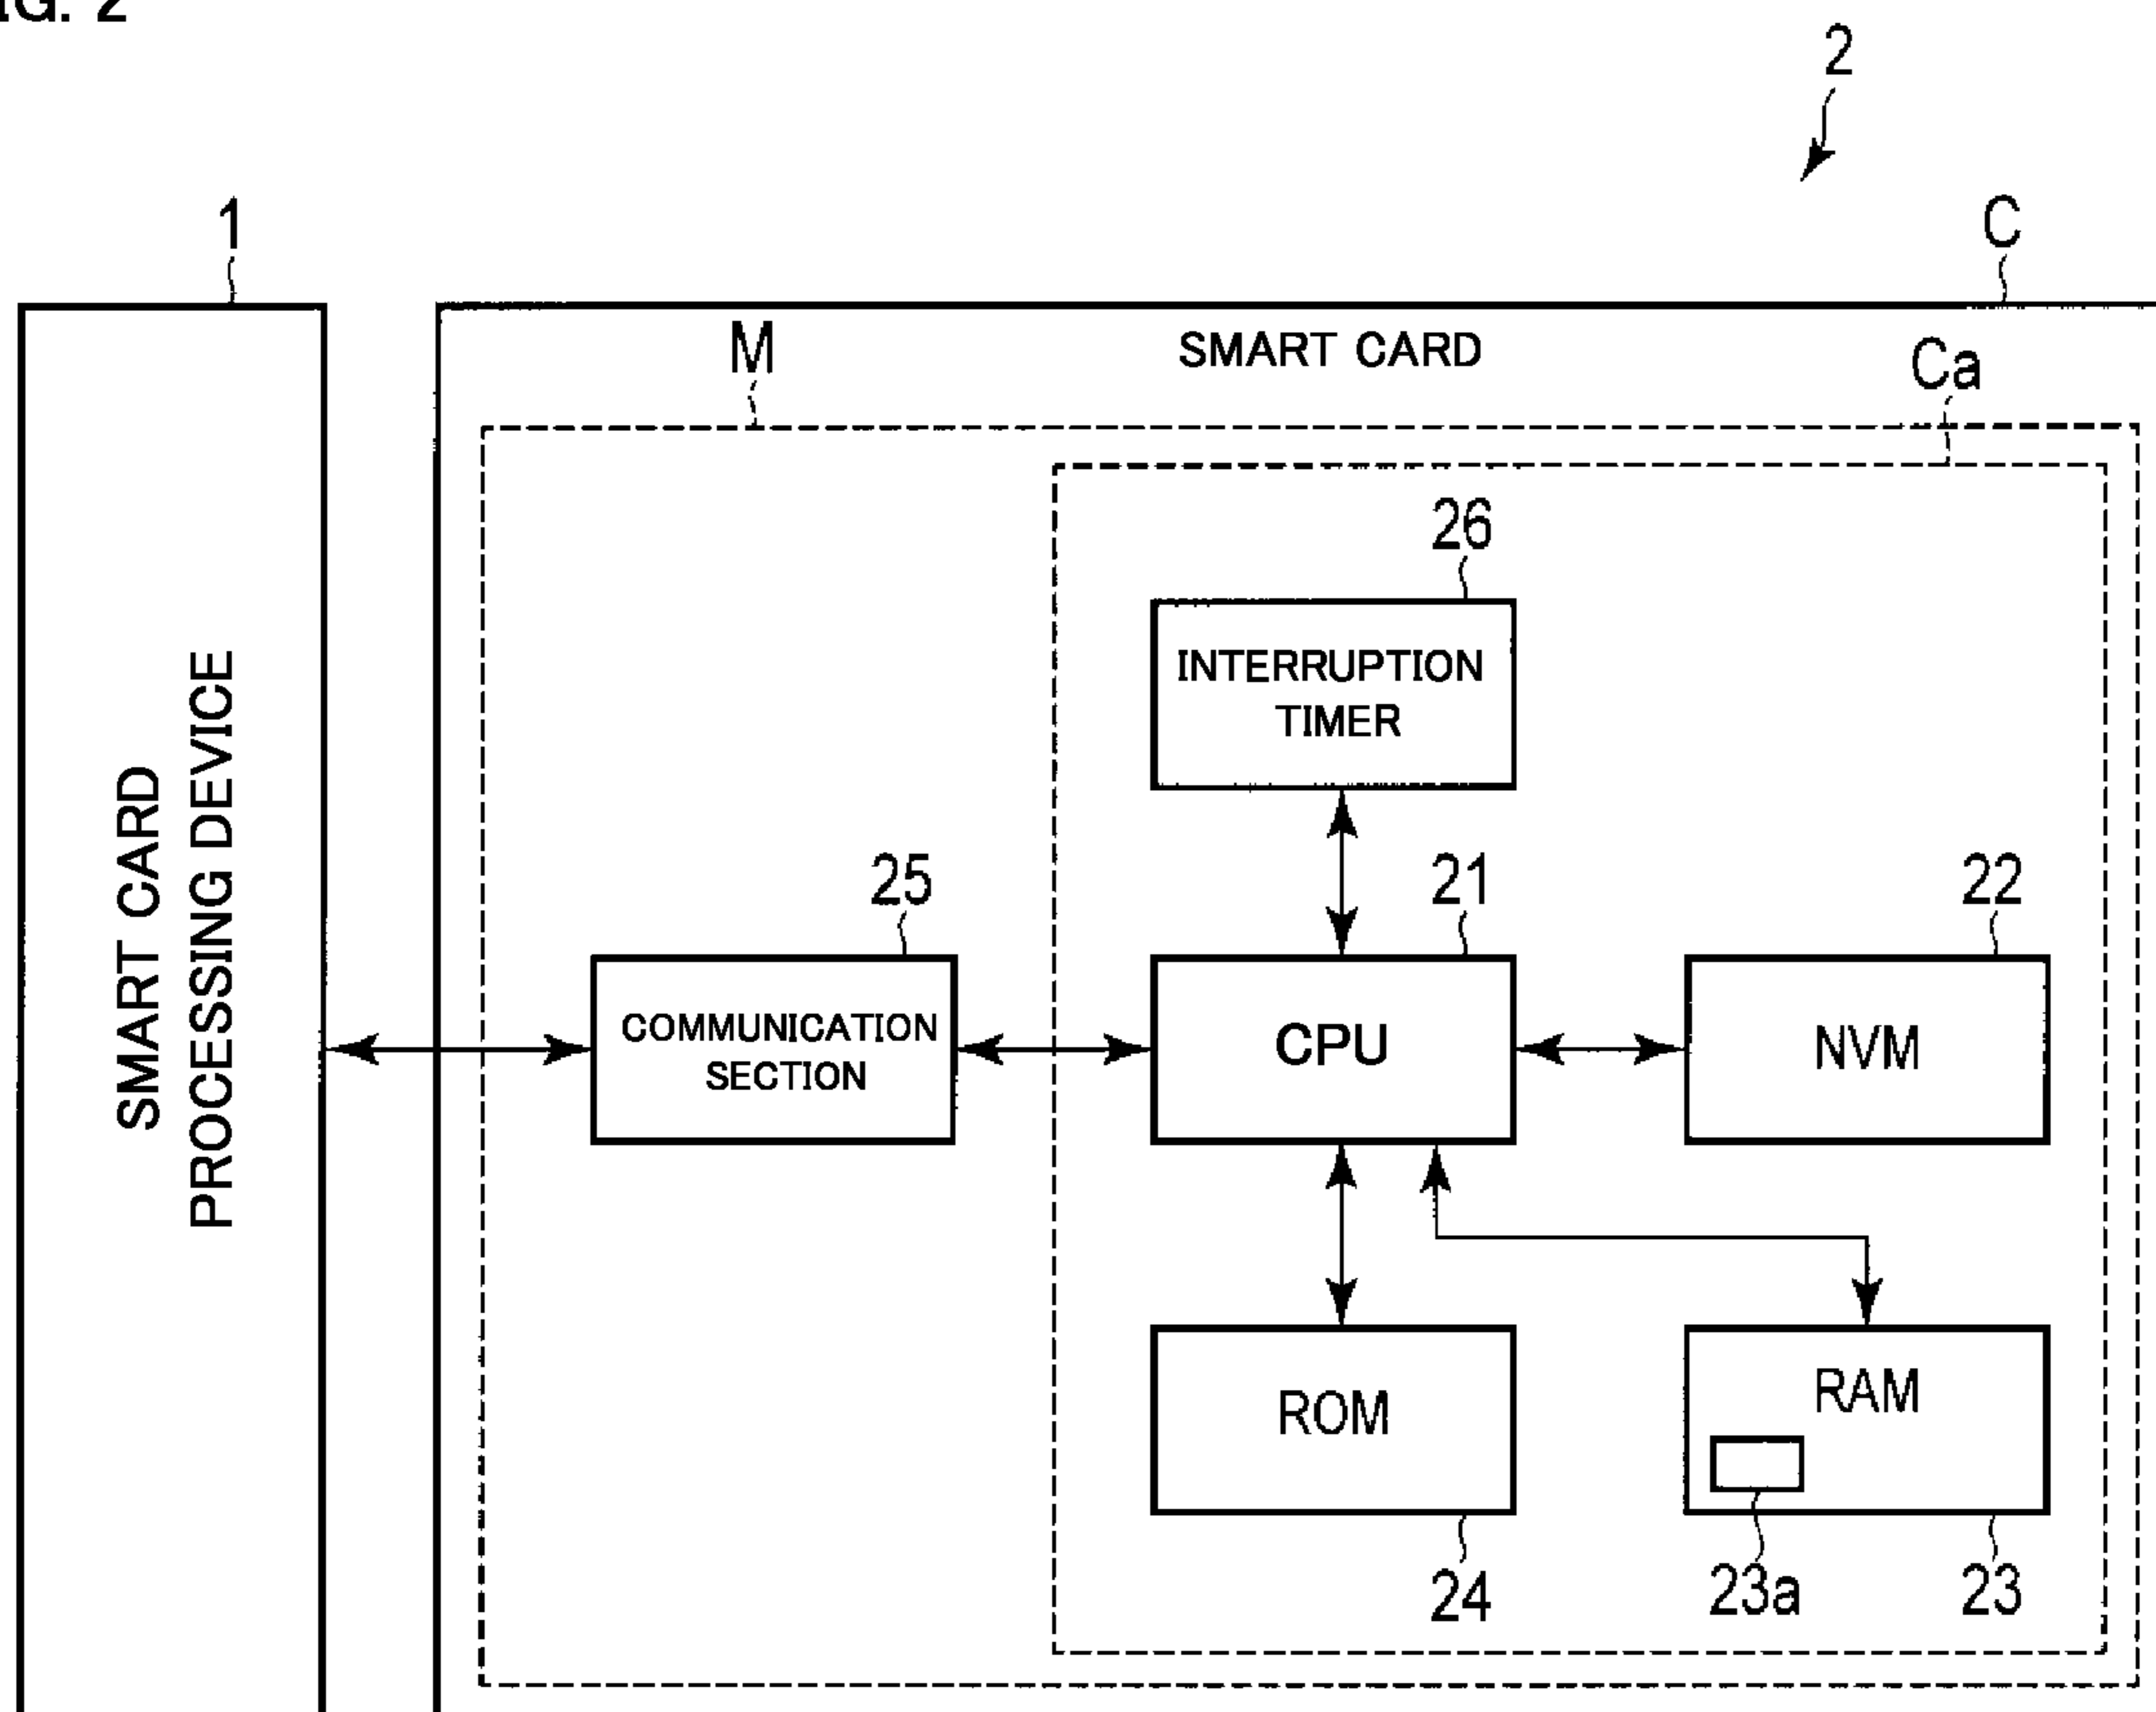 IG. 2
2
1
C
M
SMART CARD
Ca
26
INTERRUPTION
TIMER
SMART CARD
PROCESSING DEVICE
25
21
22
COMMUNICATION
SECTION
CPU
NVM
ROM
RAM
24
23a
23